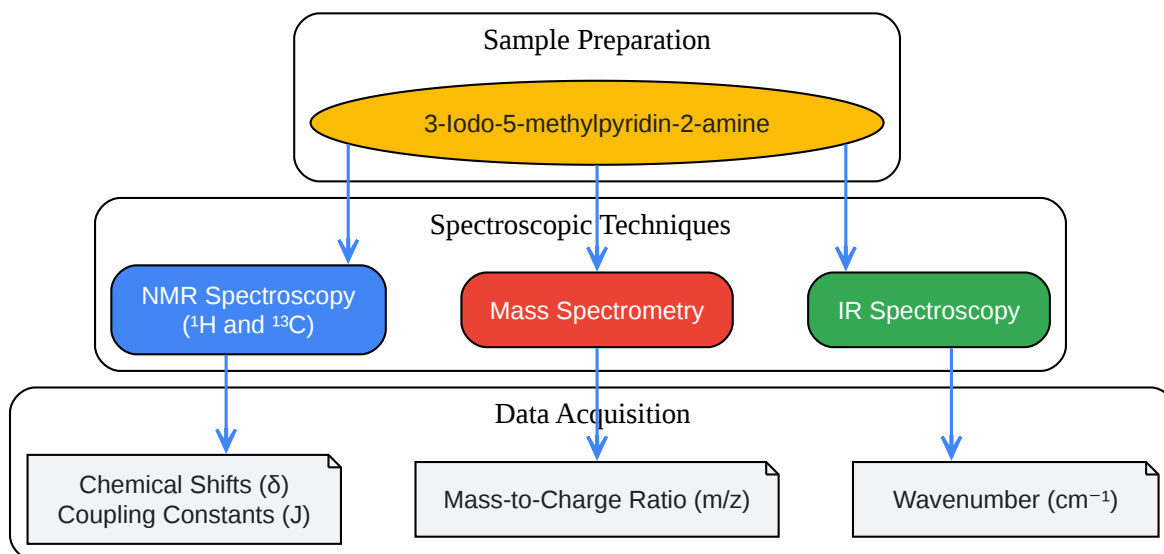 Sample Preparation
3-Iodo-5-methylpyridin-2-amine
Spectroscopic Techniques
NMR Spectroscopy
(¹H and ¹³C)
Mass Spectrometry
IR Spectroscopy
Data Acquisition
Chemical Shifts (δ)
Coupling Constants (J)
Mass-to-Charge Ratio (m/z)
Wavenumber (cm⁻¹)